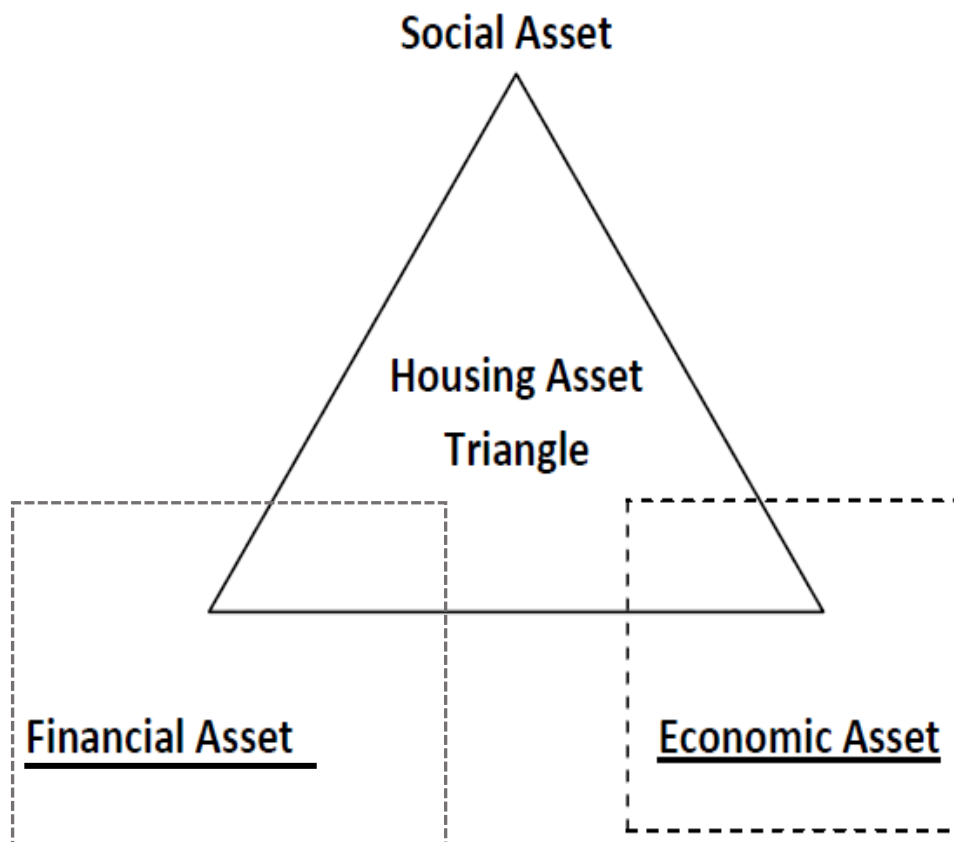 Social Asset
Housing Asset
Triangle
Financial Asset
Economic Asset